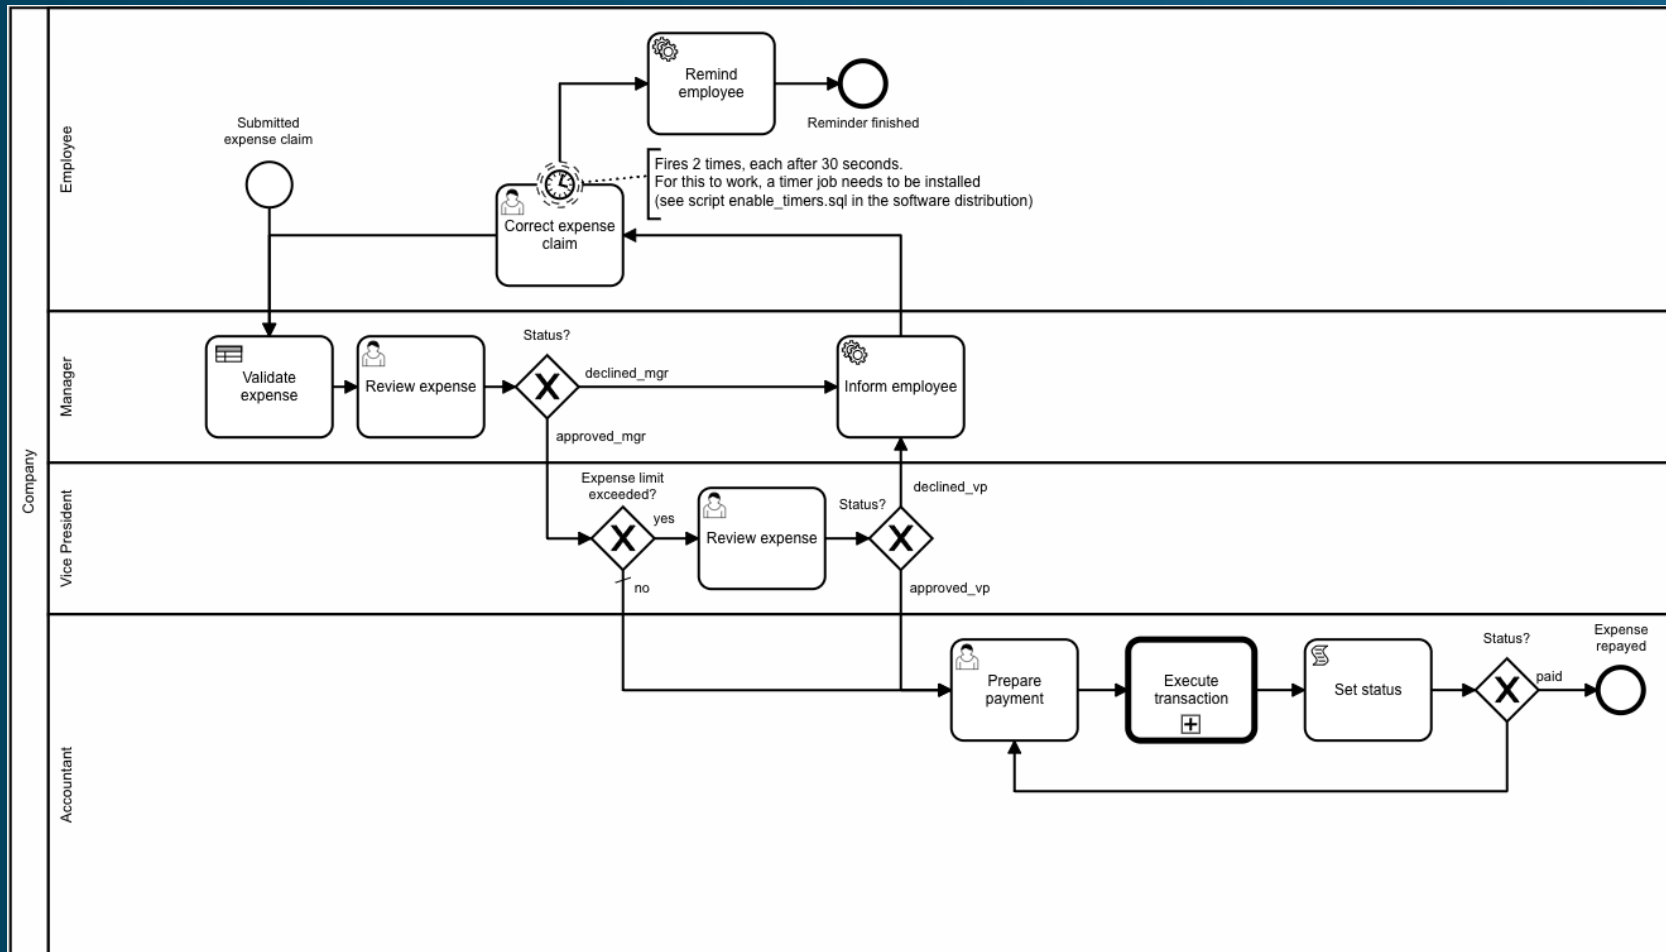 Company
Employee
Submitted
expense claim
Remind
employee
Reminder finished
Fires 2 times, each after 30 seconds.
For this to work, a timer job needs to be installed
(see script enable_timers.sql in the software distribution)
Correct expense
claim
Manager
Validate
expense
Review expense
Status?
declined_mgr
approved_mgr
Inform employee
Vice President
Expense limit
exceeded?
yes
no
Review expense
Status?
declined_vp
approved_vp
Accountant
Prepare
payment
Execute
transaction
Set status
Status?
paid
Expense
repayed